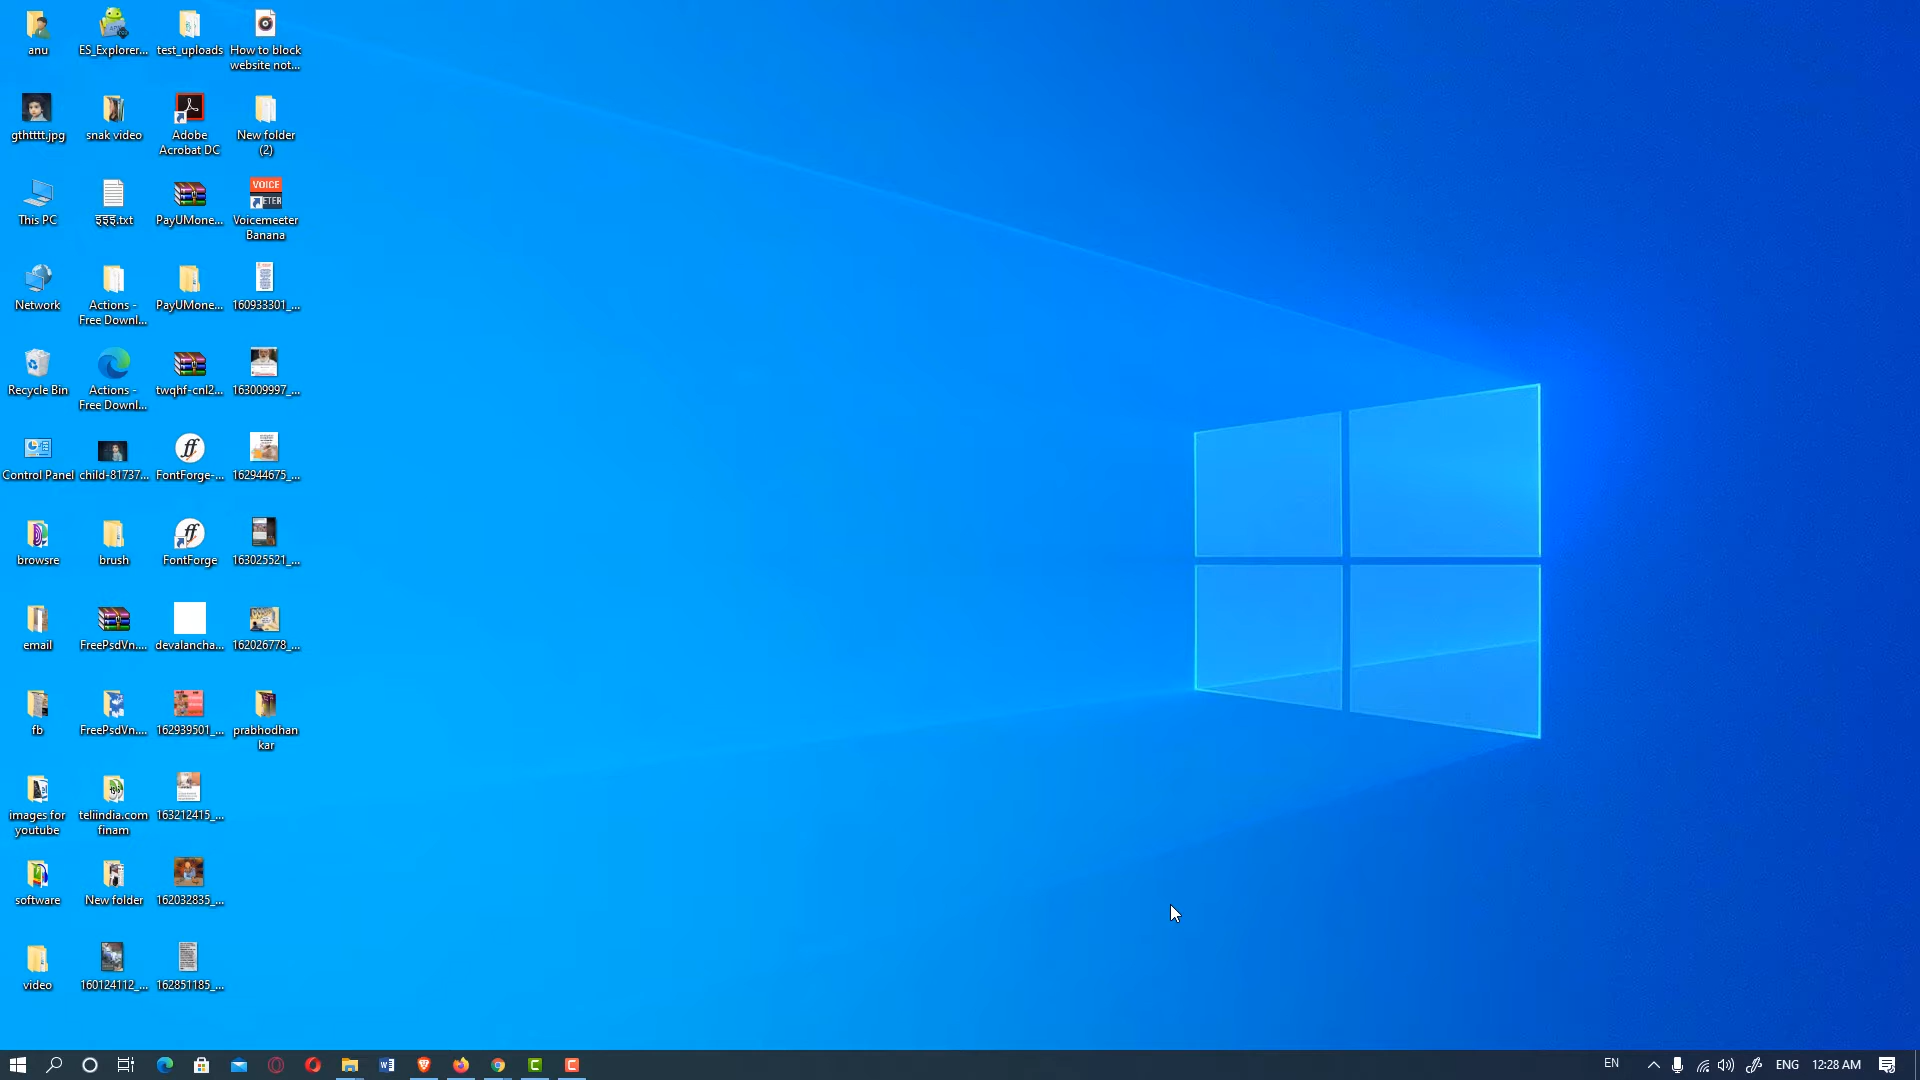 anu
ES_Explorer...
test_uploads
How to block
website not...
gthtttt.jpg
snak video
Adobe
Acrobat DC
New folder
(2)
This PC
इइइ.txt
PayUMone...
VOICE
ETER
Voicemeeter
Banana
Network
Actions -
Free Downl...
PayUMone...
160933301_...
Recycle Bin
Actions -
Free Downl...
twqhf-cnl2...
163009997_...
Control Panel
child-81737...
FontForge-...
162944675_...
browsre
brush
FontForge
163025521_...
email
FreePsdVn....
devalancha...
162026778_...
fb
FreePsdVn....
162939501_...
prabhodhan
kar
images for
youtube
teliindia.com
finam
163212415_...
software
New folder
162032835_...
video
160124112_...
162851185_...
EN
ENG
12:28 AM